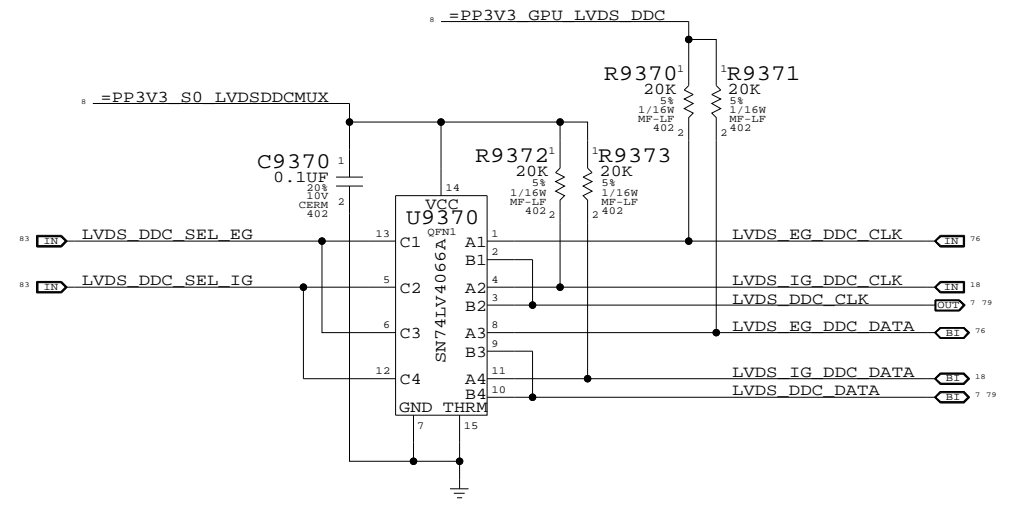 8 =PP3V3_GPU_LVDS_DDC
R9370 1
20K
5%
1/16W
MF-LF
402 2
1 R9371
20K
5%
1/16W
MF-LF
2 402
8 =PP3V3_S0_LVDSDDCMUX
C9370 1
0.1UF
20%
10V
CERM
402 2
R9372 1
20K
5%
1/16W
MF-LF
402 2
1 R9373
20K
5%
1/16W
MF-LF
2 402
14
VCC
U9370
QFN1
SN74LV4066A
83 IN LVDS_DDC_SEL_EG 13 C1
83 IN LVDS_DDC_SEL_IG 5 C2
6 C3
12 C4
A1 1 LVDS_EG_DDC_CLK IN 76
B1 2
A2 4 LVDS_IG_DDC_CLK IN 18
B2 3 LVDS_DDC_CLK OUT 7 79
A3 8 LVDS_EG_DDC_DATA BI 76
B3 9
A4 11 LVDS_IG_DDC_DATA BI 18
B4 10 LVDS_DDC_DATA BI 7 79
GND THRM
7 15